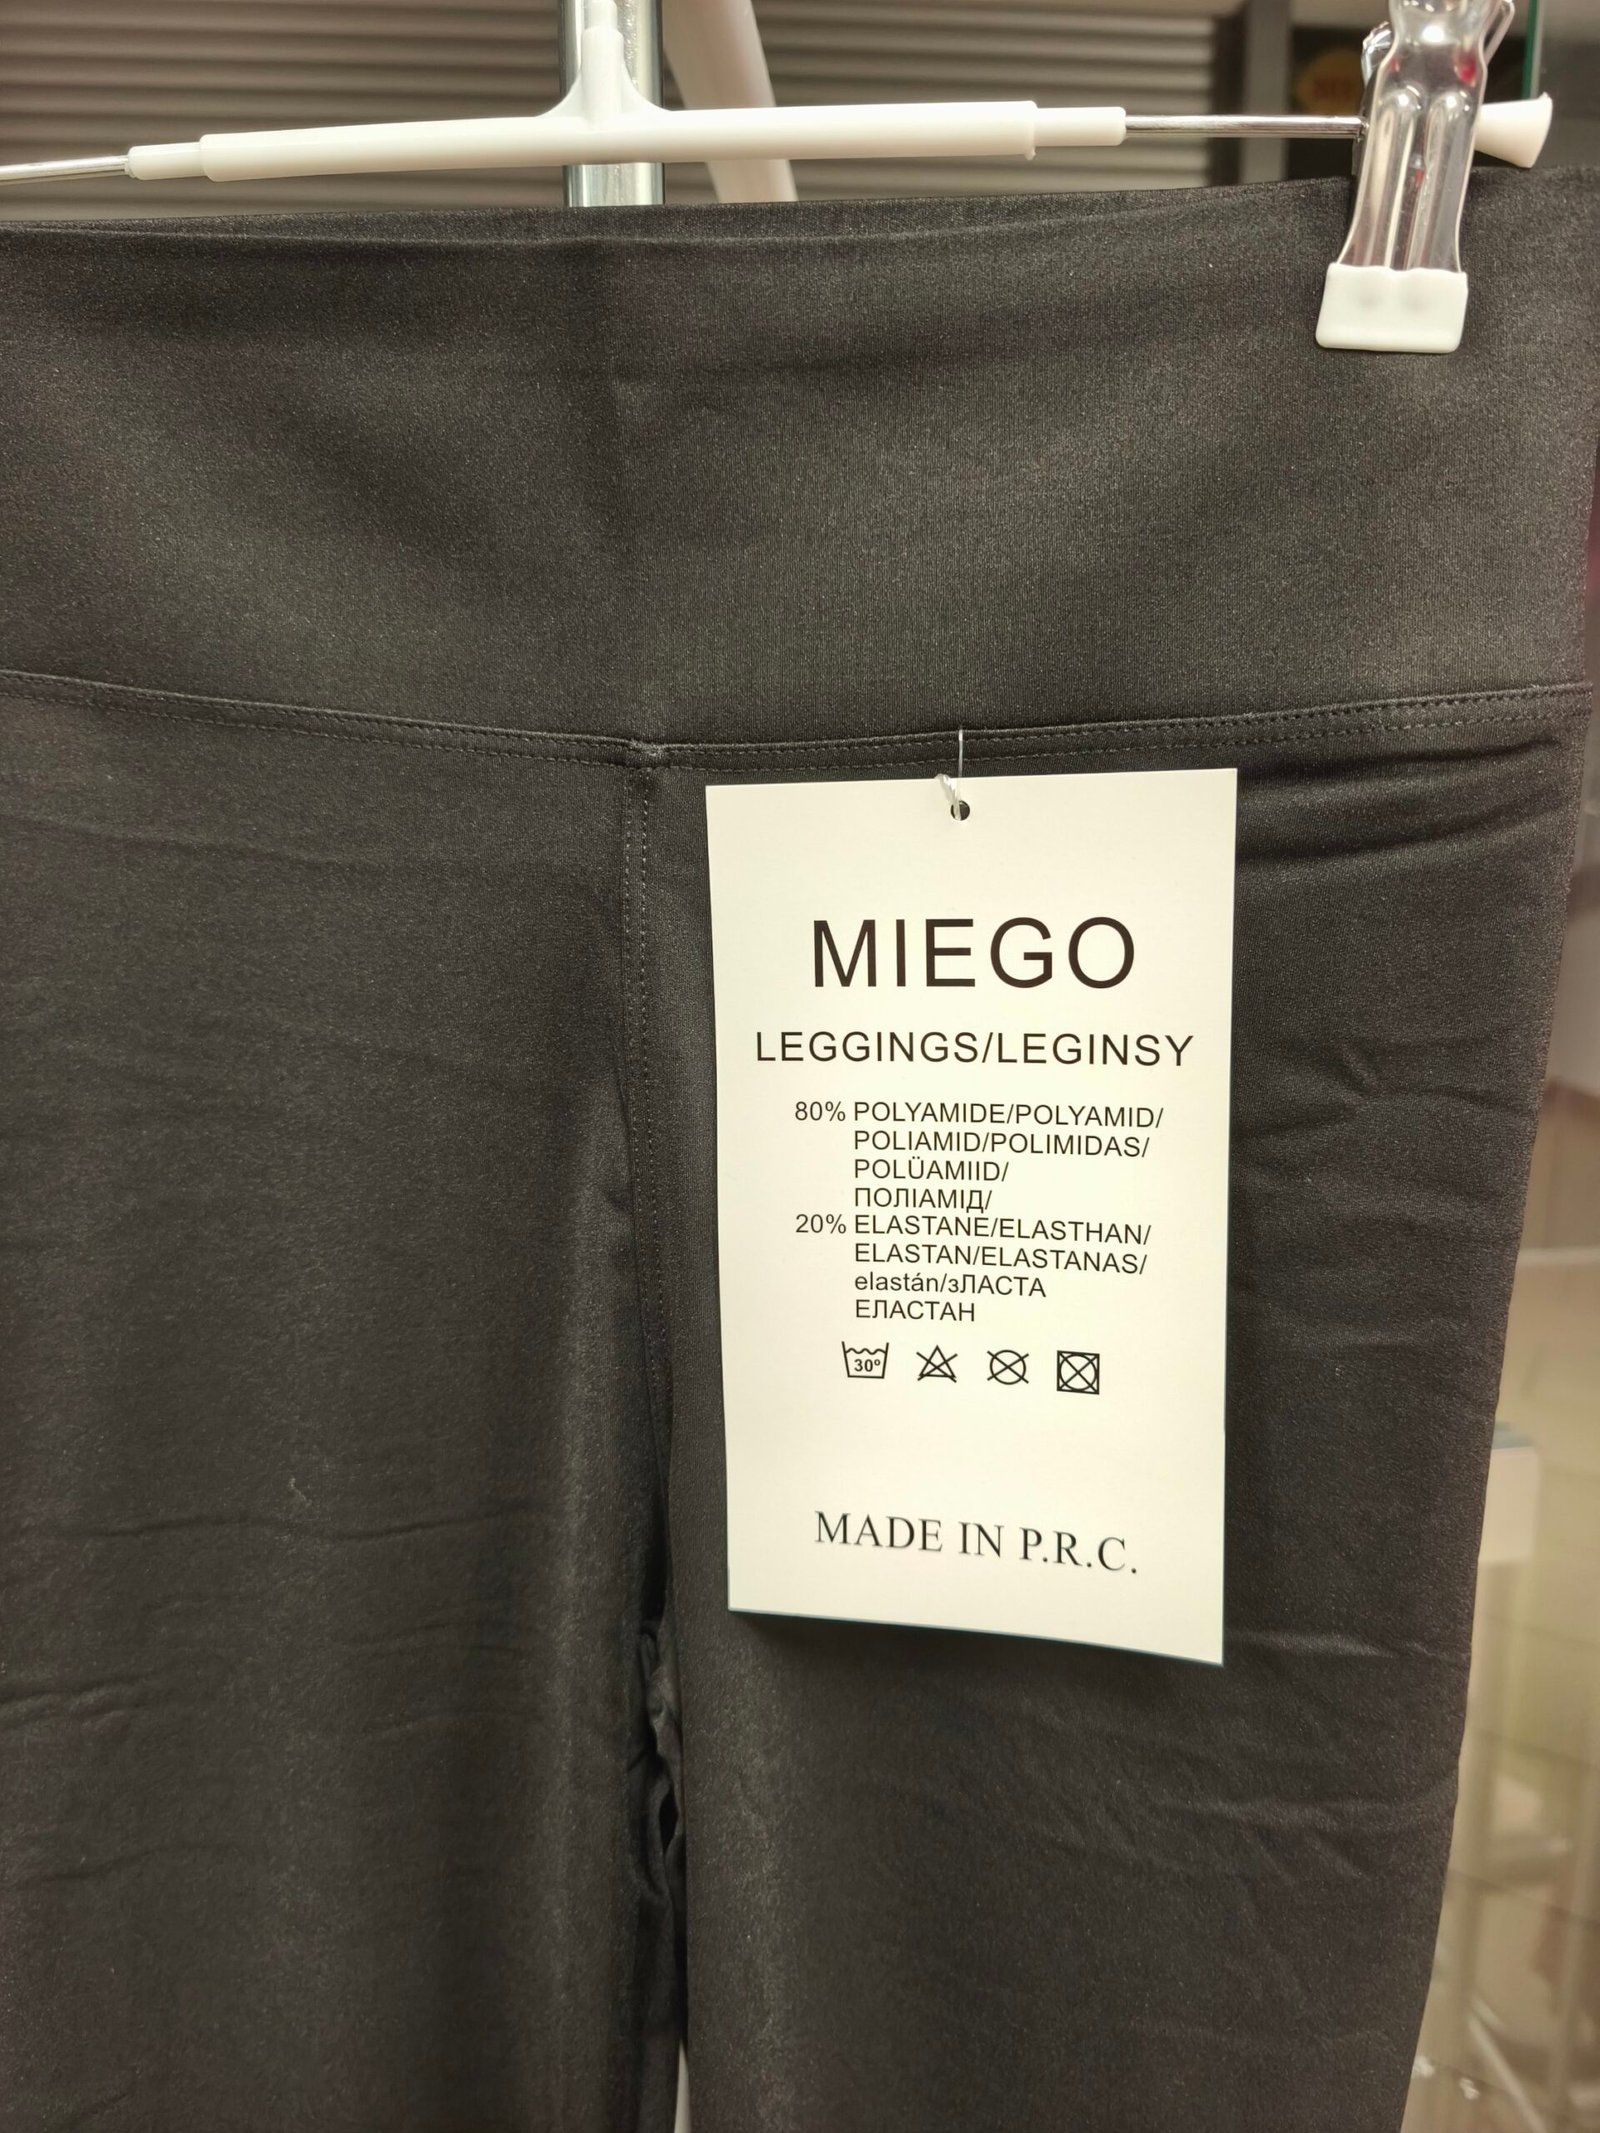 MIEGO
LEGGINGS/LEGINSY
80% POLYAMIDE/POLYAMID/
POLIAMID/POLIMIDAS/
POLÜAMIID/
ПОЛІАМІД/
20% ELASTANE/ELASTHAN/
ELASTAN/ELASTANAS/
elastán/зЛАСТА
ЕЛАСТАН
30°
MADE IN P.R.C.